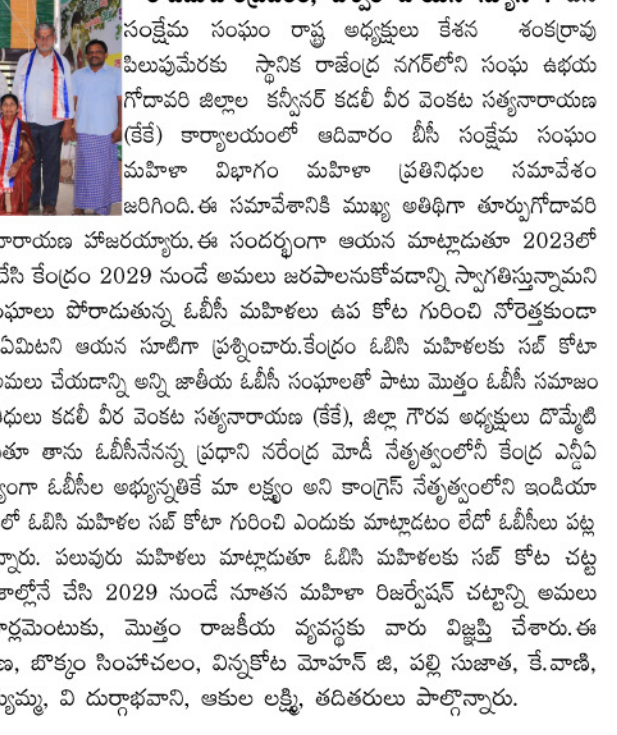 సంక్షేమ సంఘం రాష్ట్ర అధ్యక్షులు కేశన శంకర్రావు
పిలుపుమేరకు స్థానిక రాజేంద్ర నగర్‌లోని సంఘ ఉభయ
గోదావరి జిల్లాల కన్వీనర్ కడలి వీర వెంకట సత్యనారాయణ
(కేకే) కార్యాలయంలో ఆదివారం బీసీ సంక్షేమ సంఘం
మహిళా విభాగం మహిళా ప్రతినిధుల సమావేశం
జరిగింది.ఈ సమావేశానికి ముఖ్య అతిథిగా తూర్పుగోదావరి
నారాయణ హాజరయ్యారు.ఈ సందర్భంగా ఆయన మాట్లాడుతూ 2023లో
చేసి కేంద్రం 2029 నుండే అమలు జరపాలనుకోవడాన్ని స్వాగతిస్తున్నామని
ంఘాలు పోరాడుతున్న ఓబీసీ మహిళలు ఉప కోట గురించి నోరెత్తకుండా
ఏమిటని ఆయన సూటిగా ప్రశ్నించారు.కేంద్రం ఓబిసి మహిళలకు సబ్ కోటా
అమలు చేయడాన్ని అన్ని జాతీయ ఓబీసీ సంఘాలతో పాటు మొత్తం ఓబీసీ సమాజం
ిధులు కడలీ వీర వెంకట సత్యనారాయణ (కేకే), జిల్లా గౌరవ అధ్యక్షులు దొమ్మేటి
తూ తాను ఓబీసీనేనన్న ప్రధాని నరేంద్ర మోడీ నేతృత్వంలోనీ కేంద్ర ఎన్డీఏ
్యంగా ఓబీసీల అభ్యున్నతికే మా లక్ష్యం అని కాంగ్రెస్ నేతృత్వంలోని ఇండియా
లో ఓబిసి మహిళల సబ్ కోటా గురించి ఎందుకు మాట్లాడటం లేదో ఓబీసీలు పట్ల
న్నారు. పలువురు మహిళలు మాట్లాడుతూ ఓబిసి మహిళలకు సబ్ కోట చట్ట
ాల్లోనే చేసి 2029 నుండే నూతన మహిళా రిజర్వేషన్ చట్టాన్ని అమలు
ార్లమెంటుకు, మొత్తం రాజకీయ వ్యవస్థకు వారు విజ్ఞప్తి చేశారు.ఈ
ణ, బొక్కం సింహాచలం, విన్నకోట మోహన్ జి, పల్లి సుజాత, కే.వాణి,
్యమ్మ, వి దుర్గాభవాని, ఆకుల లక్ష్మి, తదితరులు పాల్గొన్నారు.